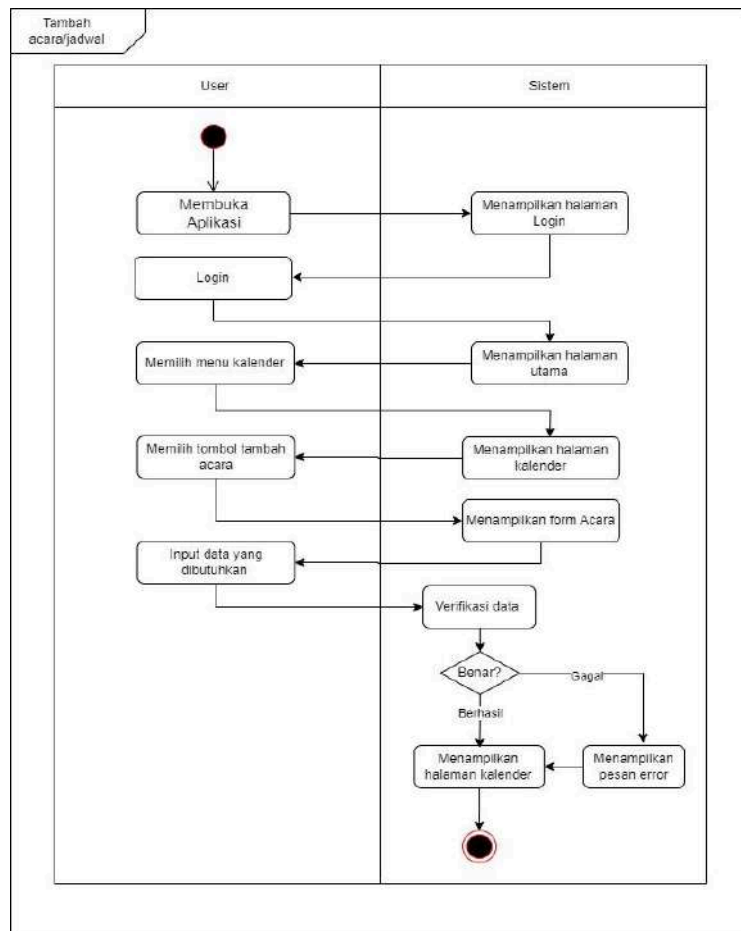 Tambah
acara/jadwal
User
Sistem
Membuka
Aplikasi
Menampilkan halaman
Login
Login
Menampilkan halaman
utama
Memilih menu kalender
Menampilkan halaman
kalender
Memilih tombol tambah
acara
Menampilkan form Acara
Input data yang
dibutuhkan
Verifikasi data
Benar?
Gagal
Berhasil
Menampilkan
halaman kalender
Menampilkan
pesan error